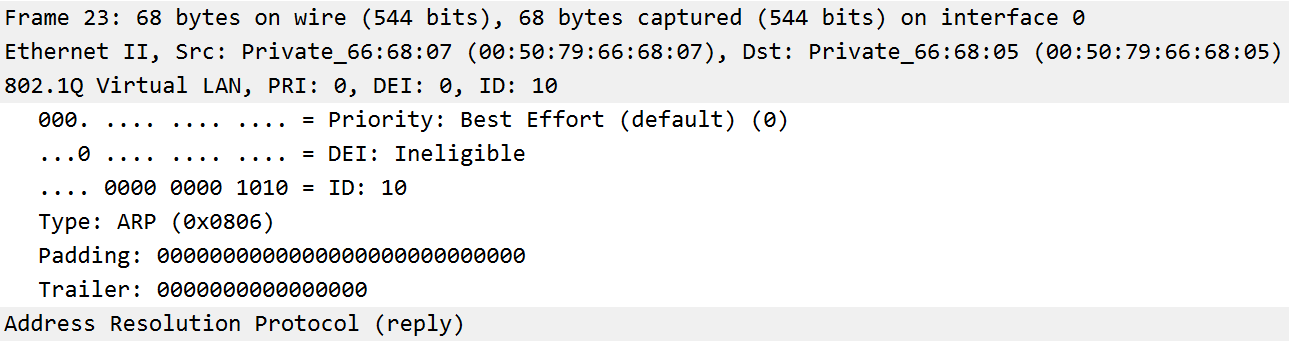 Frame 23: 68 bytes on wire (544 bits), 68 bytes captured (544 bits) on interface 0
Ethernet II, Src: Private_66:68:07 (00:50:79:66:68:07), Dst: Private_66:68:05 (00:50:79:66:68:05)
802.1Q Virtual LAN, PRI: 0, DEI: 0, ID: 10
000. .... .... .... = Priority: Best Effort (default) (0)
...0 .... .... .... = DEI: Ineligible
.... 0000 0000 1010 = ID: 10
Type: ARP (0x0806)
Padding: 0000000000000000000000000000
Trailer: 0000000000000000
Address Resolution Protocol (reply)